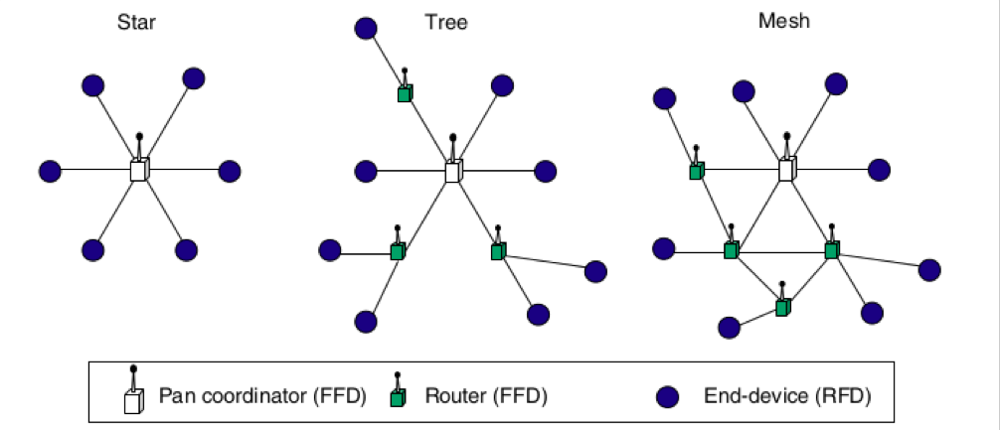 Star
Tree
Mesh
Pan coordinator (FFD)
Router (FFD)
End-device (RFD)